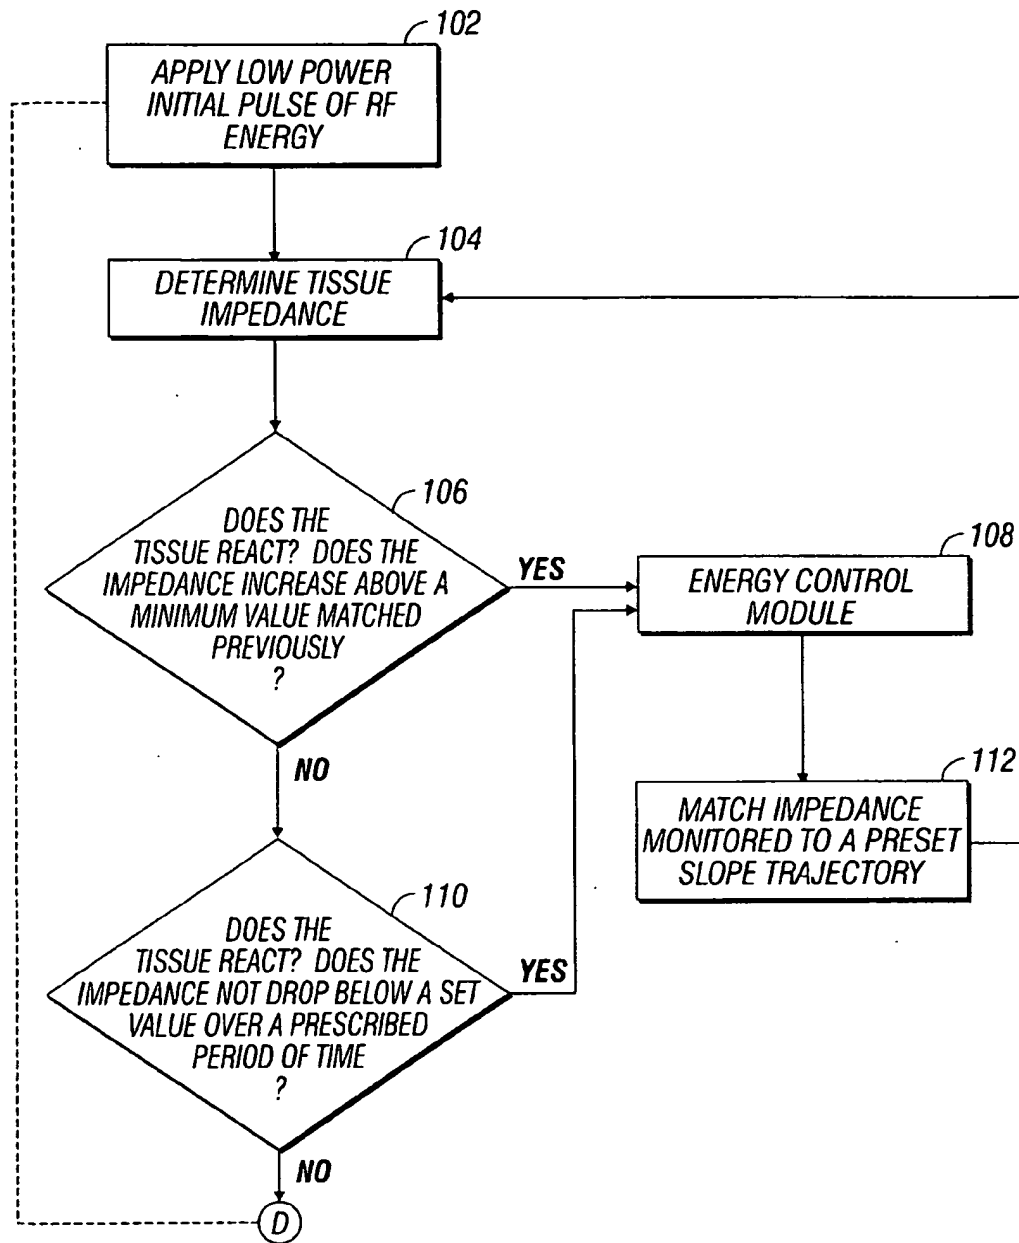 102
APPLY LOW POWER
INITIAL PULSE OF RF
ENERGY
104
DETERMINE TISSUE
IMPEDANCE
106
DOES THE
TISSUE REACT? DOES THE
IMPEDANCE INCREASE ABOVE A
MINIMUM VALUE MATCHED
PREVIOUSLY
?
YES
108
ENERGY CONTROL
MODULE
NO
112
MATCH IMPEDANCE
MONITORED TO A PRESET
SLOPE TRAJECTORY
110
DOES THE
TISSUE REACT? DOES THE
IMPEDANCE NOT DROP BELOW A SET
VALUE OVER A PRESCRIBED
PERIOD OF TIME
?
YES
NO
D